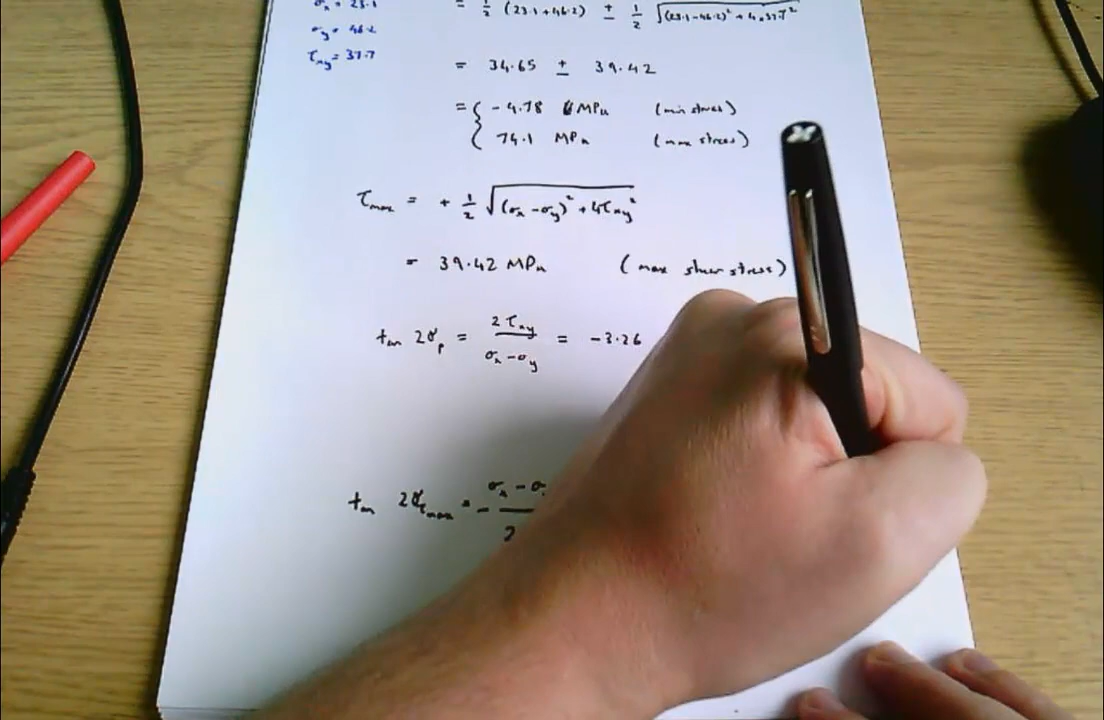 σx = 23.1
= 1/2 (23.1+46.2) ± 1/2 √(23.1-46.2)² + 4×37.7²
σy = 46.2
τxy = 37.7
= 34.65 ± 39.42
= { -4.78 MPa (min stress)
74.1 MPa (max stress)
τmax = + 1/2 √(σx - σy)² + 4τxy²
= 39.42 MPa (max shear stress)
tan 2αp = 2τxy / σx - σy = -3.26
tan 2ατmax = - σx - σ / 2